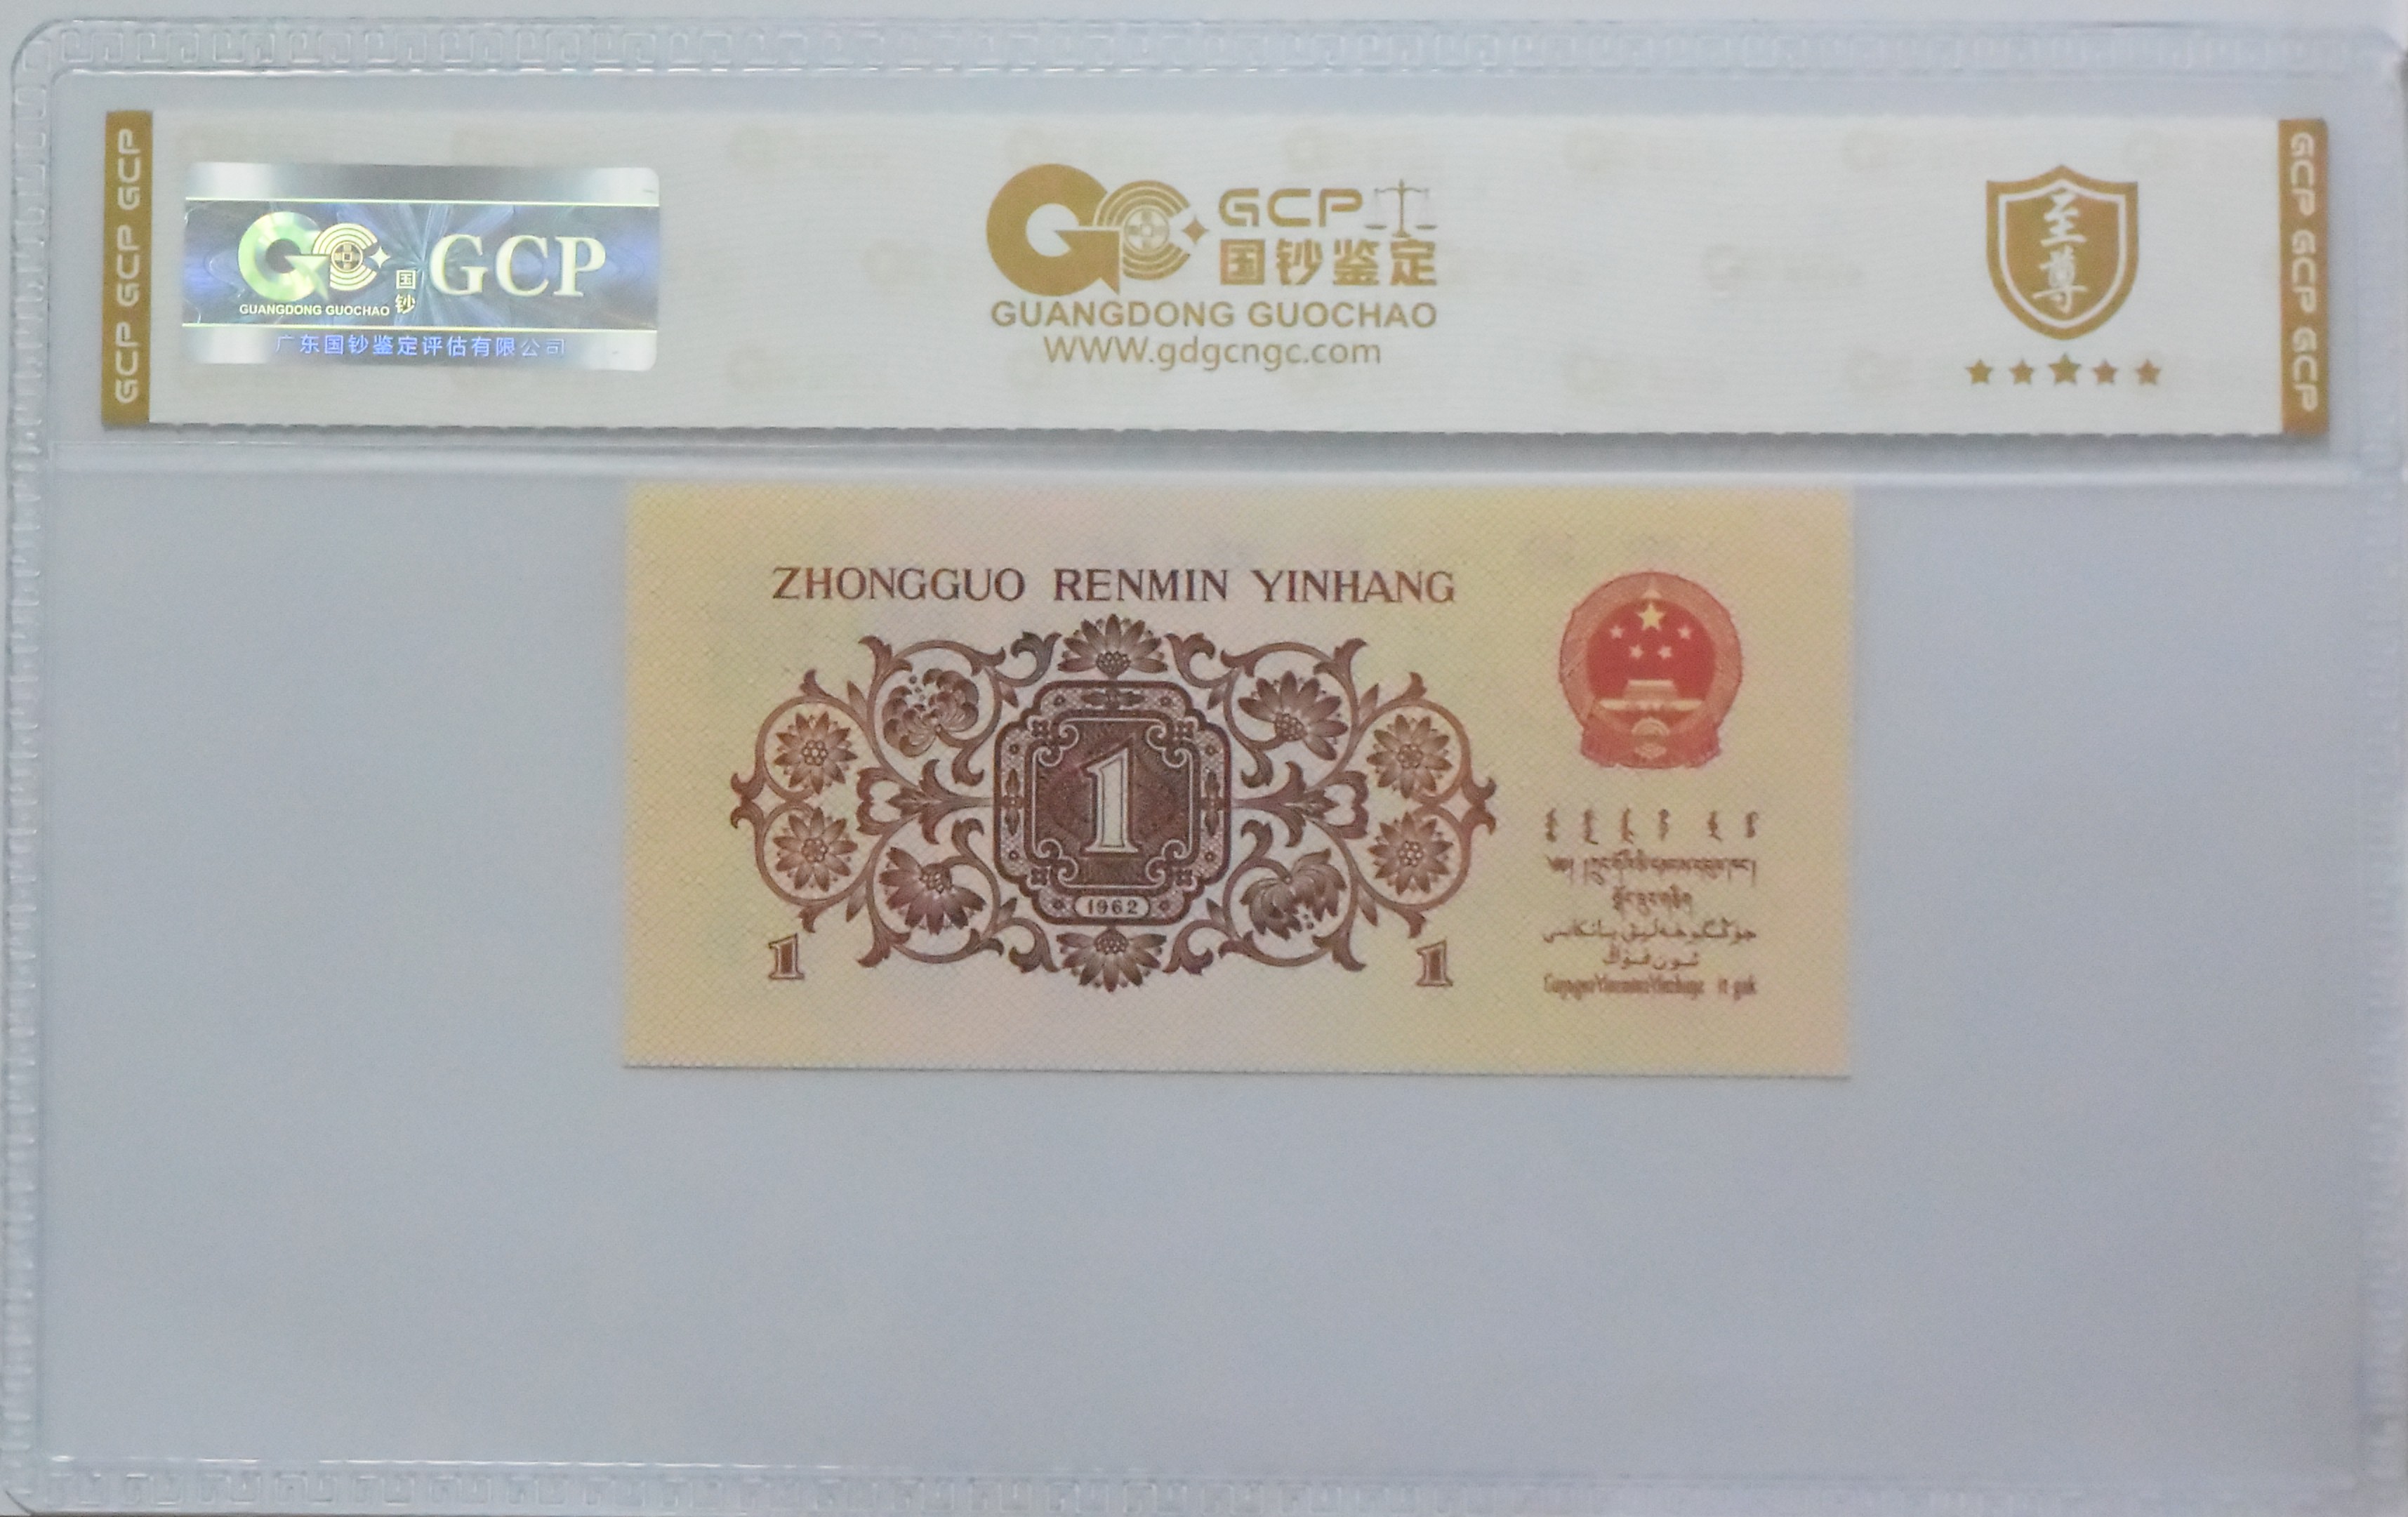 GCP GCP GCP
国钞
GCP
GUANGDONG GUOCHAO
广东国钞鉴定评估有限公司
GCP
国钞鉴定
GUANGDONG GUOCHAO
WWW.gdgcngc.com
至尊
GCP GCP GCP
ZHONGGUO RENMIN YINHANG
1
1962
1
1